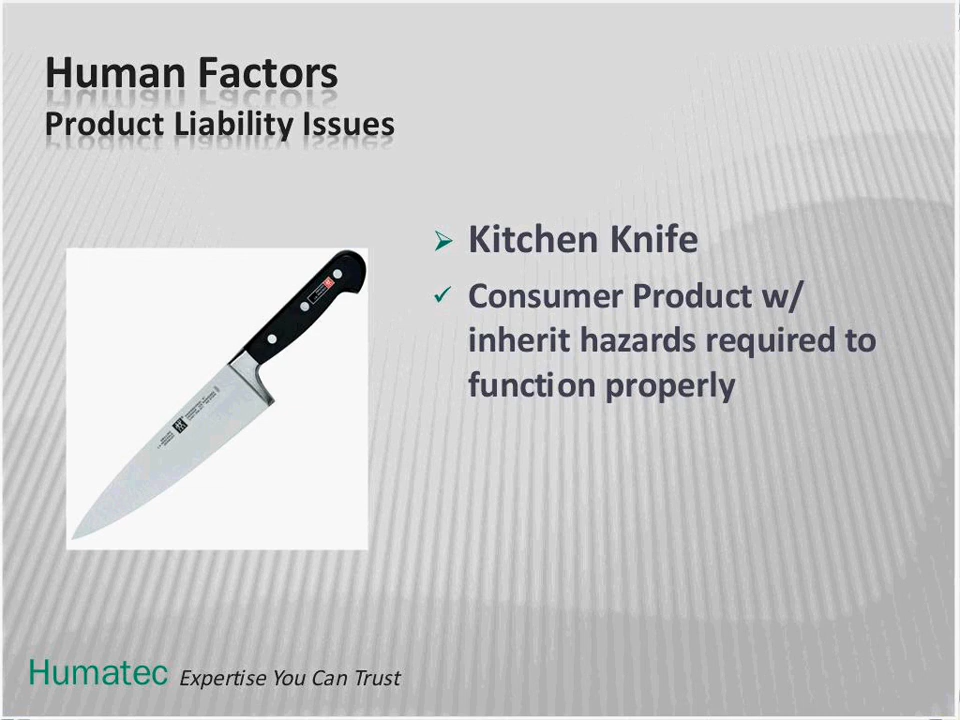 Human Factors
Product Liability Issues
Kitchen Knife
Consumer Product w/
inherit hazards required to
function properly
Humatec Expertise You Can Trust